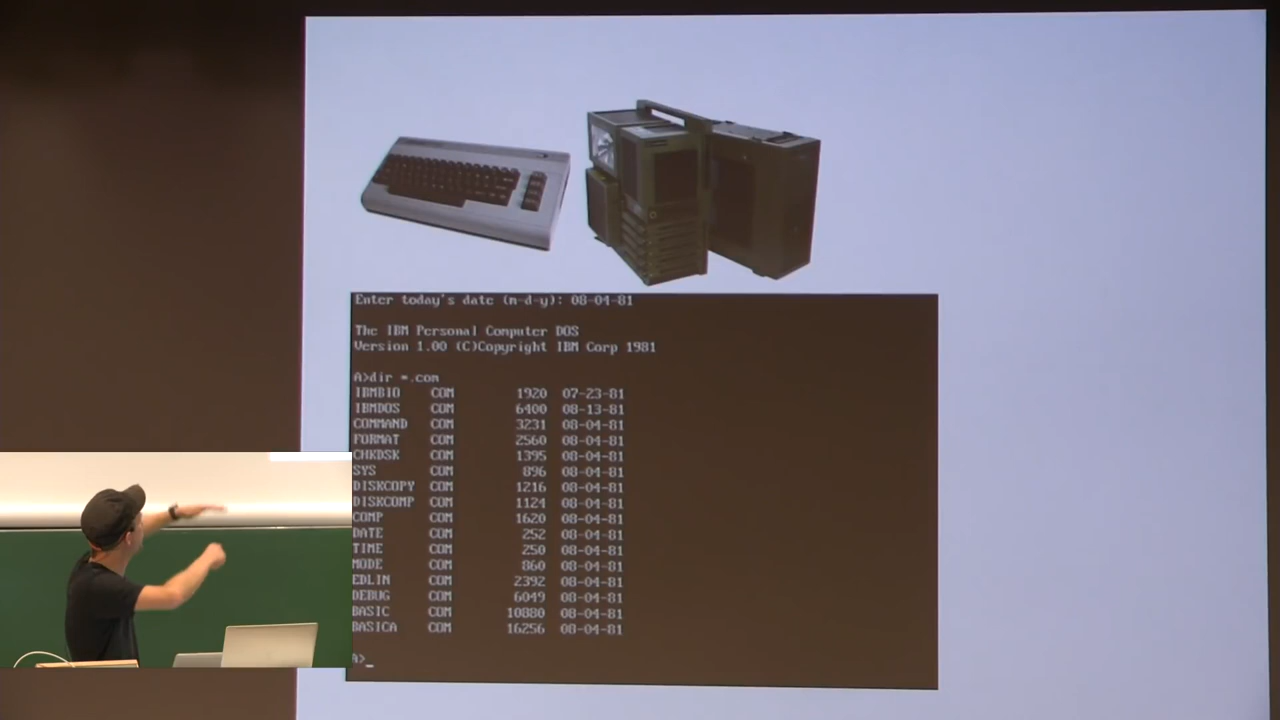 Enter today's date (m-d-y): 08-04-81
The IBM Personal Computer DOS
Version 1.00 (C)Copyright IBM Corp 1981
A>dir *.com
IBMBIO COM 1920 07-23-81
IBMDOS COM 6400 08-13-81
COMMAND COM 3231 08-04-81
FORMAT COM 2560 08-04-81
CHKDSK COM 1395 08-04-81
SYS COM 896 08-04-81
DISKCOPY COM 1216 08-04-81
DISKCOMP COM 1124 08-04-81
COMP COM 1620 08-04-81
DATE COM 252 08-04-81
TIME COM 250 08-04-81
MODE COM 860 08-04-81
EDLIN COM 2392 08-04-81
DEBUG COM 6049 08-04-81
BASIC COM 10880 08-04-81
BASICA COM 16256 08-04-81
A>_